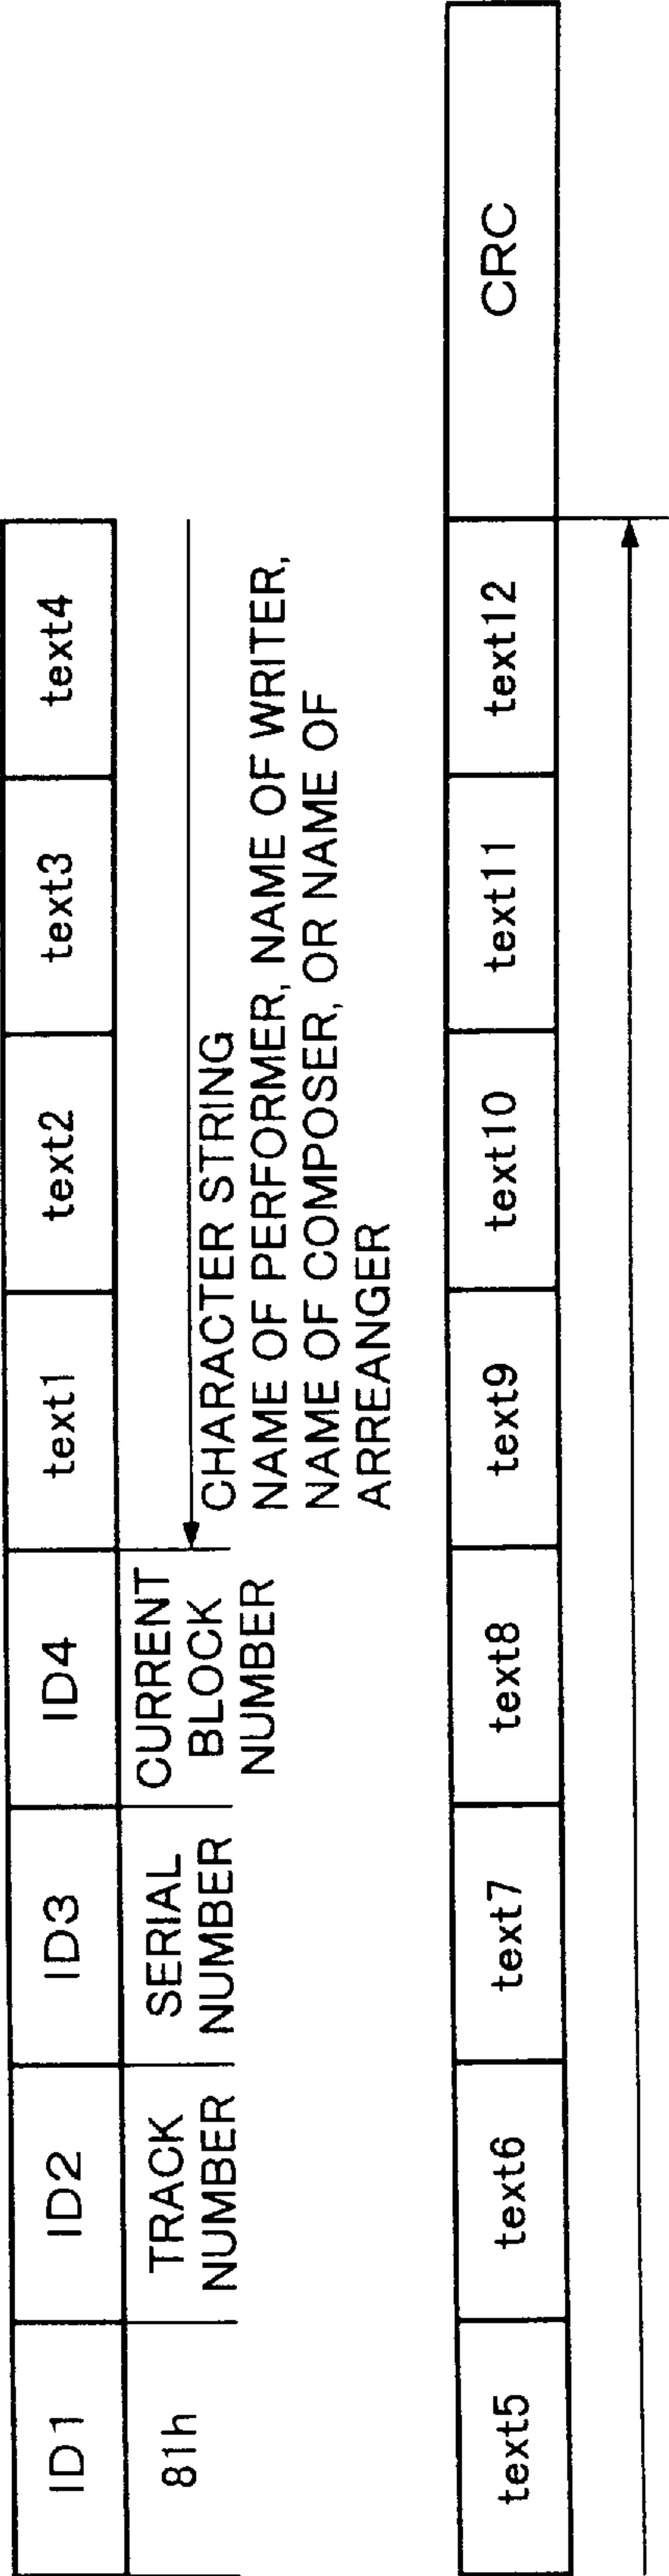 ID1 ID2 ID3 ID4 text1 text2 text3 text4
81h
TRACK
NUMBER
SERIAL
NUMBER
CURRENT
BLOCK
NUMBER
CHARACTER STRING
NAME OF PERFORMER, NAME OF WRITER,
NAME OF COMPOSER, OR NAME OF
ARREANGER
text5 text6 text7 text8 text9 text10 text11 text12 CRC